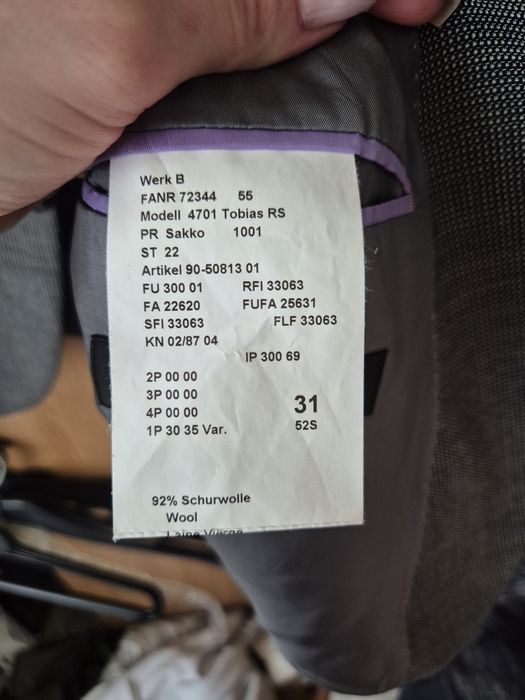 Werk B
FANR 72344 55
Modell 4701 Tobias RS
PR Sakko 1001
ST 22
Artikel 90-50813 01
FU 300 01 RFI 33063
FA 22620 FUFA 25631
SFI 33063 FLF 33063
KN 02/87 04
IP 300 69
2P 00 00
3P 00 00
4P 00 00
1P 30 35 Var.
31
52S
92% Schurwolle
Wool
Laine Vierge